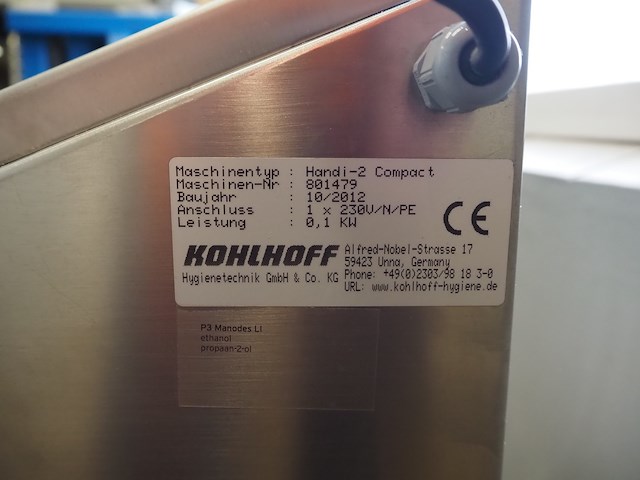 Maschinentyp : Handi-2 Compact
Maschinen-Nr : 801479
Baujahr : 10/2012
Anschluss : 1 x 230V/N/PE
Leistung : 0,1 KW
CE
KOHLHOFF
Hygienetechnik GmbH & Co. KG
Alfred-Nobel-Strasse 17
59423 Unna, Germany
Phone: +49(0)2303/98 18 3-0
URL: www.kohlhoff-hygiene.de
P3 Manodes LI
ethanol
propaan-2-ol